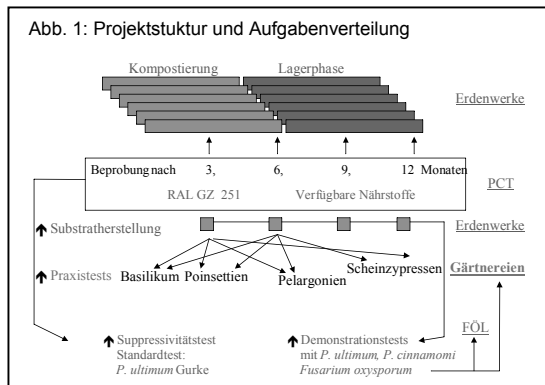 Abb. 1: Projektstuktur und Aufgabenverteilung
Kompostierung Lagerphase
Erdenwerke
Beprobung nach 3, 6, 9, 12 Monaten
RAL GZ 251 Verfügbare Nährstoffe
PCT
Substratherstellung
Erdenwerke
Praxistests
Basilikum Poinsettien Pelargonien Scheinzypressen
Gärtnereien
Suppressivitätstest
Standardtest:
P. ultimum Gurke
Demonstrationstests
mit P. ultimum, P. cinnamomi
Fusarium oxysporum
FÖL